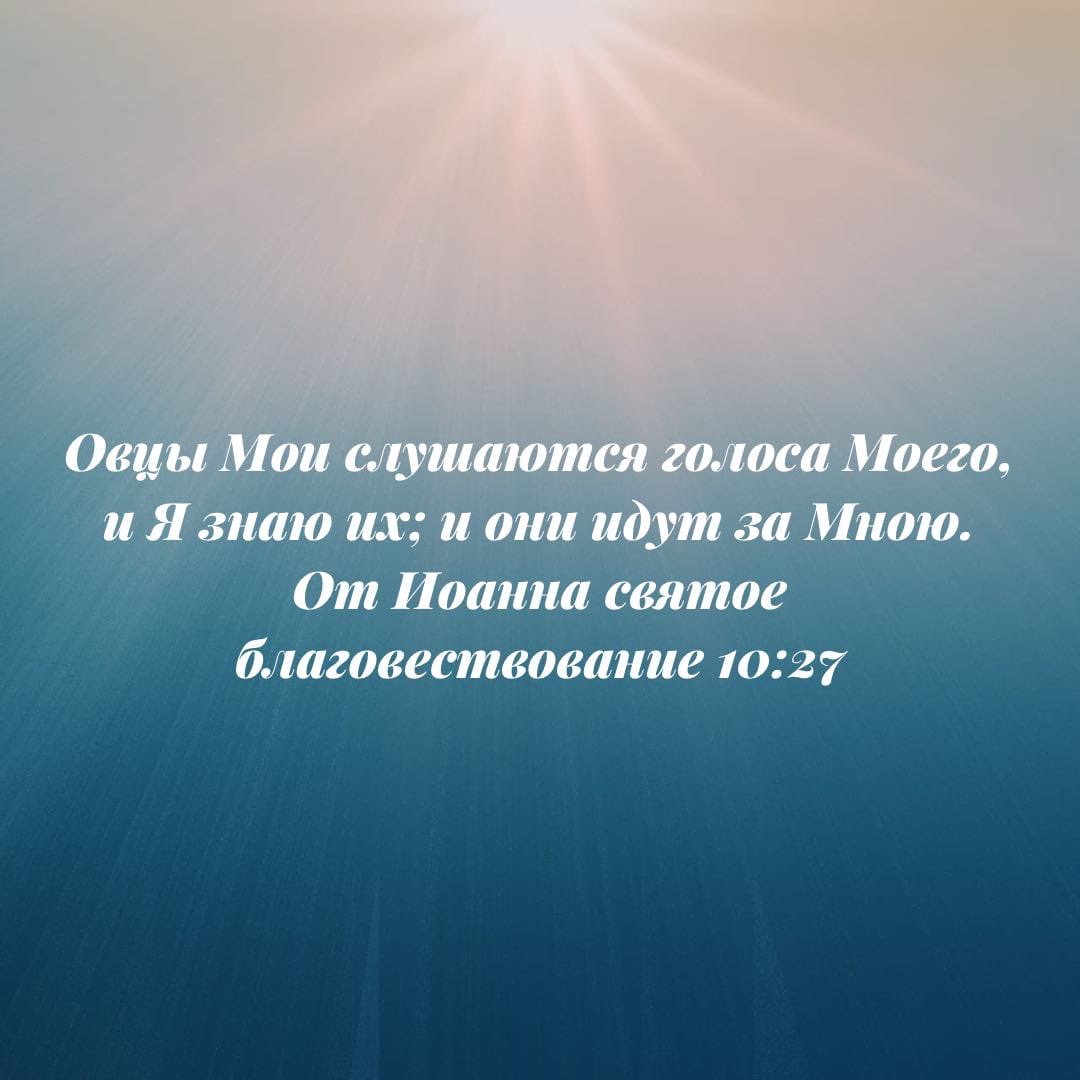 Овцы Мои слушаются голоса Моего,
и Я знаю их; и они идут за Мною.
От Иоанна святое
благовествование 10:27